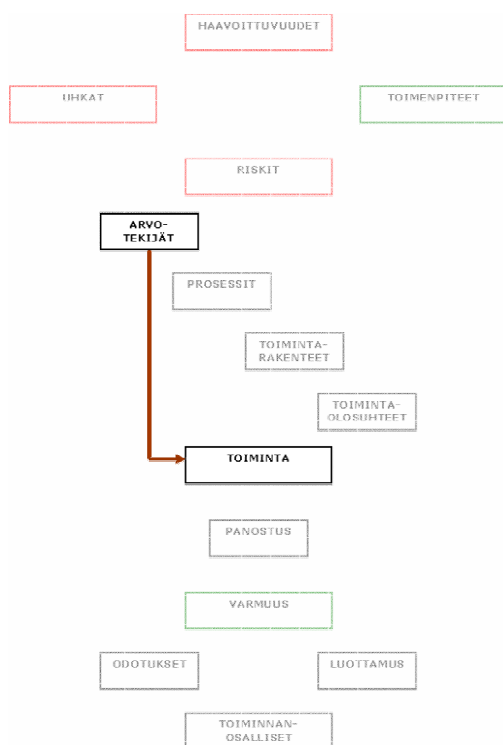 HAAVOITTUVUUDET
UHKAT
TOIMENPITEET
RISKIT
ARVO-
TEKIJÄT
PROSESSIT
TOIMINTA-
RAKENTEET
TOIMINTA-
OLOSUHTEET
TOIMINTA
PANOSTUS
VARMUUS
ODOTUKSET
LUOTTAMUS
TOIMINNAN-
OSALLISET